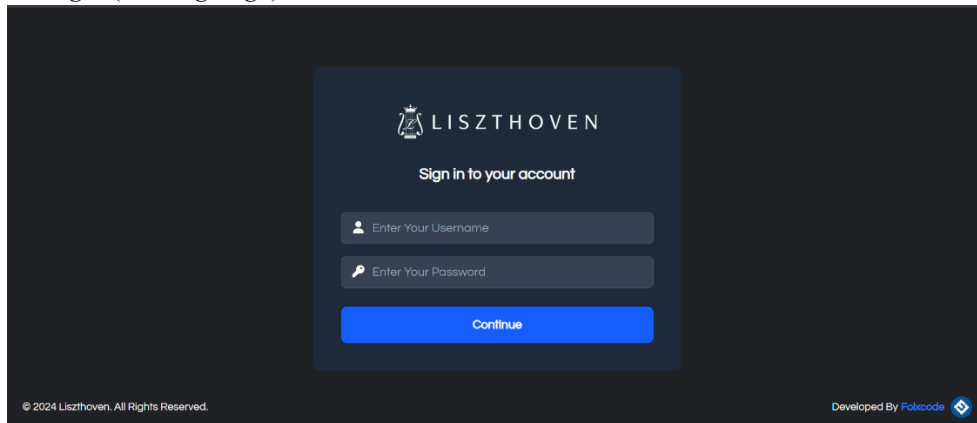 LISZTHOVEN
Sign in to your account
Enter Your Username
Enter Your Password
Continue
© 2024 Liszthoven. All Rights Reserved.
Developed By Folxcode